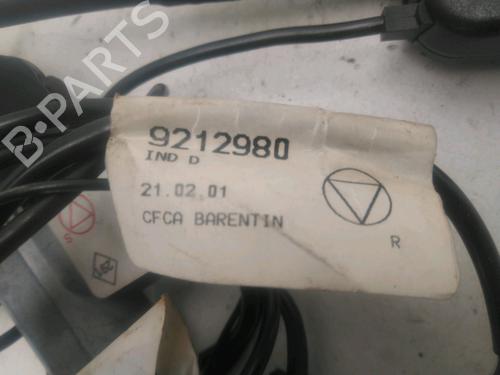 B-PARTS
9212980
IND D
21.02.01
CFCA BARENTIN
R
S